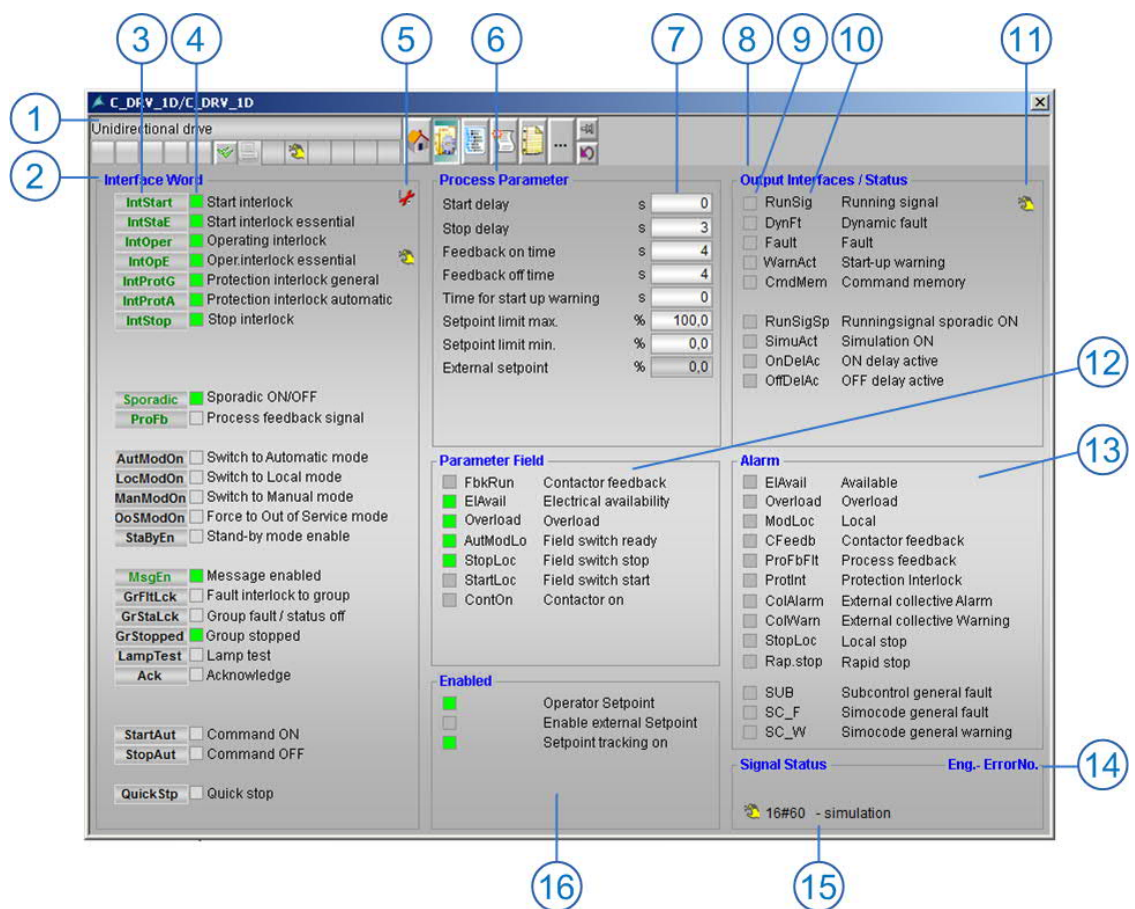 3 4 5 6 7 8 9 10 11
C_DRV_1D/C_DRV_1D
1
Unidirectional drive
...
2
Interface Word
IntStart Start interlock
IntStaE Start interlock essential
IntOper Operating interlock
IntOpE Oper.interlock essential
IntProtG Protection interlock general
IntProtA Protection interlock automatic
IntStop Stop interlock
Sporadic Sporadic ON/OFF
ProFb Process feedback signal
AutModOn Switch to Automatic mode
LocModOn Switch to Local mode
ManModOn Switch to Manual mode
OoSModOn Force to Out of Service mode
StaByEn Stand-by mode enable
MsgEn Message enabled
GrFltLck Fault interlock to group
GrStaLck Group fault / status off
GrStopped Group stopped
LampTest Lamp test
Ack Acknowledge
StartAut Command ON
StopAut Command OFF
QuickStp Quick stop
Process Parameter
Start delay s 0
Stop delay s 3
Feedback on time s 4
Feedback off time s 4
Time for start up warning s 0
Setpoint limit max. % 100,0
Setpoint limit min. % 0,0
External setpoint % 0,0
Parameter Field
FbkRun Contactor feedback
ElAvail Electrical availability
Overload Overload
AutModLo Field switch ready
StopLoc Field switch stop
StartLoc Field switch start
ContOn Contactor on
Enabled
Operator Setpoint
Enable external Setpoint
Setpoint tracking on
Output Interfaces / Status
RunSig Running signal
DynFt Dynamic fault
Fault Fault
WarnAct Start-up warning
CmdMem Command memory
RunSigSp Runningsignal sporadic ON
SimuAct Simulation ON
OnDelAc ON delay active
OffDelAc OFF delay active
12
Alarm
13
ElAvail Available
Overload Overload
ModLoc Local
CFeedb Contactor feedback
ProFbFlt Process feedback
ProtInt Protection Interlock
ColAlarm External collective Alarm
ColWarn External collective Warning
StopLoc Local stop
Rap.stop Rapid stop
SUB Subcontrol general fault
SC_F Simocode general fault
SC_W Simocode general warning
Signal Status Eng.- ErrorNo.
14
16#60 - simulation
16 15